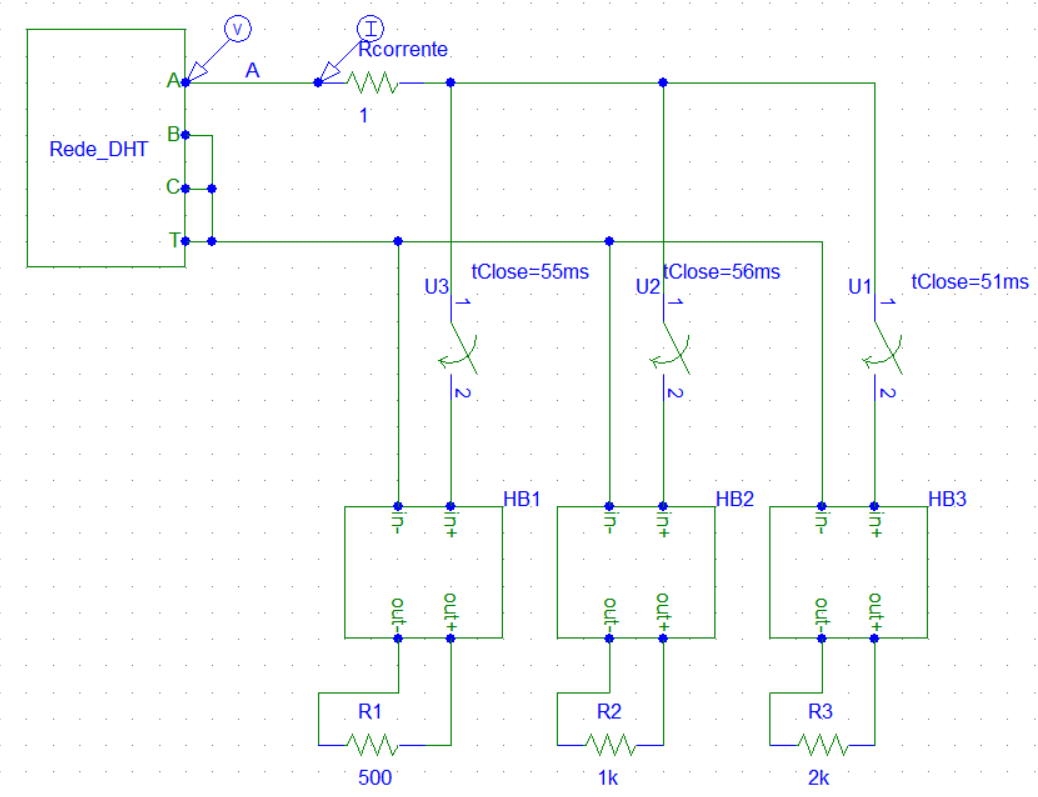 V
I
Rcorrente
A
A
1
B
Rede_DHT
C
T
tClose=55ms
tClose=56ms
tClose=51ms
U3
U2
U1
1
1
1
2
2
2
HB1
HB2
HB3
in-
in+
in-
in+
in-
in+
out-
out+
out-
out+
out-
out+
R1
R2
R3
500
1k
2k